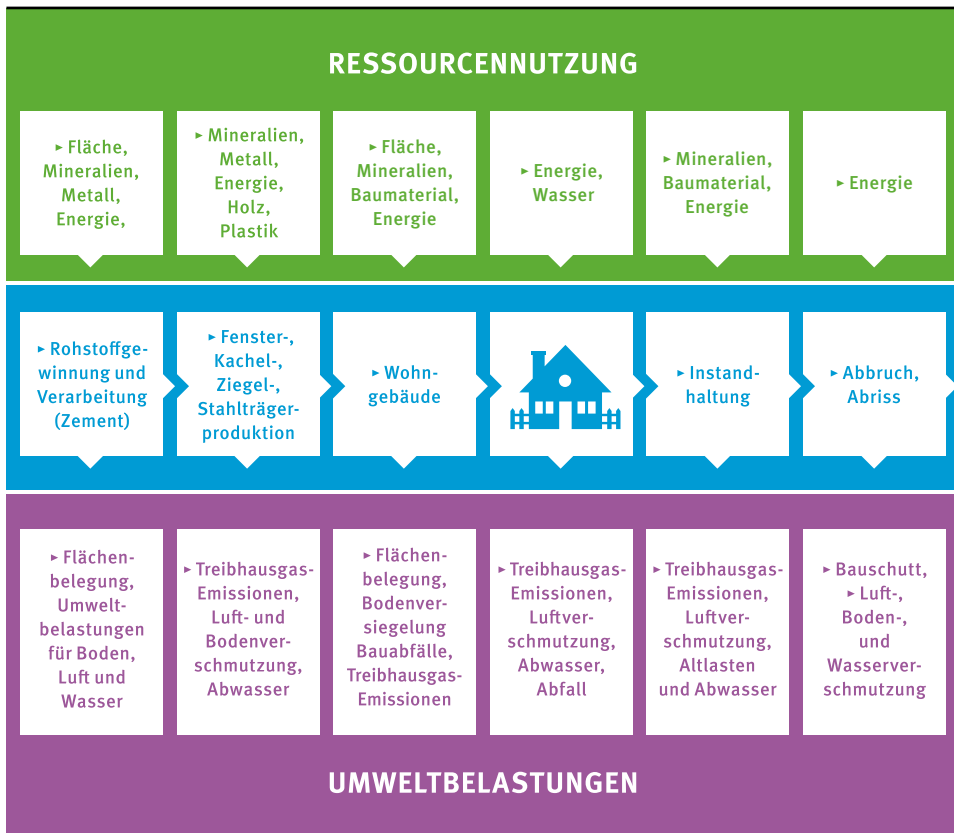 RESSOURCENNUTZUNG
▸ Fläche,
Mineralien,
Metall,
Energie,
▸ Mineralien,
Metall,
Energie,
Holz,
Plastik
▸ Fläche,
Mineralien,
Baumaterial,
Energie
▸ Energie,
Wasser
▸ Mineralien,
Baumaterial,
Energie
▸ Energie
▸ Rohstoffge-
winnung und
Verarbeitung
(Zement)
▸ Fenster-,
Kachel-,
Ziegel-,
Stahlträger-
produktion
▸ Wohn-
gebäude
▸ Instand-
haltung
▸ Abbruch,
Abriss
▸ Flächen-
belegung,
Umwelt-
belastungen
für Boden,
Luft und
Wasser
▸ Treibhausgas-
Emissionen,
Luft- und
Bodenver-
schmutzung,
Abwasser
▸ Flächen-
belegung,
Bodenver-
siegelung
Bauabfälle,
Treibhausgas-
Emissionen
▸ Treibhausgas-
Emissionen,
Luftver-
schmutzung,
Abwasser,
Abfall
▸ Treibhausgas-
Emissionen,
Luftver-
schmutzung,
Altlasten
und Abwasser
▸ Bauschutt,
▸ Luft-,
Boden-,
und
Wasserver-
schmutzung
UMWELTBELASTUNGEN